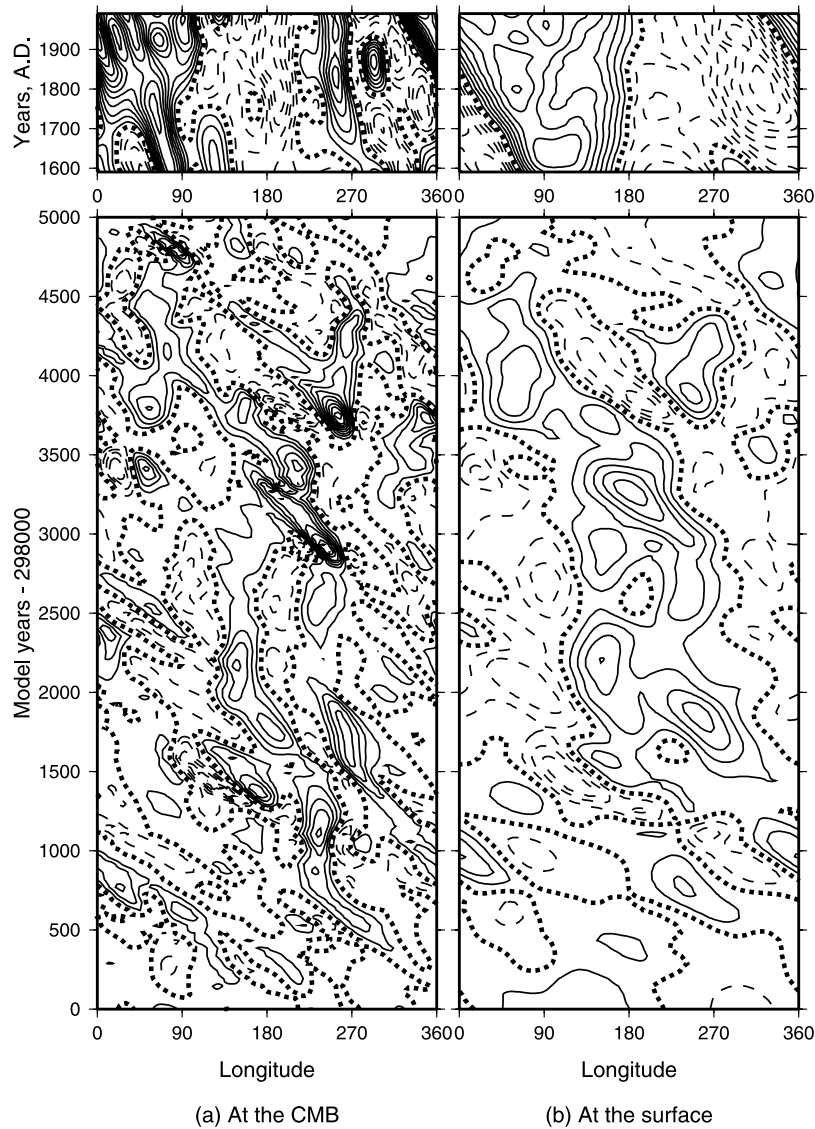 Years, A.D.
1900
1800
1700
1600
0 90 180 270 360 0 90 180 270 360
Model years - 298000
5000
4500
4000
3500
3000
2500
2000
1500
1000
500
0
0 90 180 270 360 0 90 180 270 360
Longitude Longitude
(a) At the CMB (b) At the surface